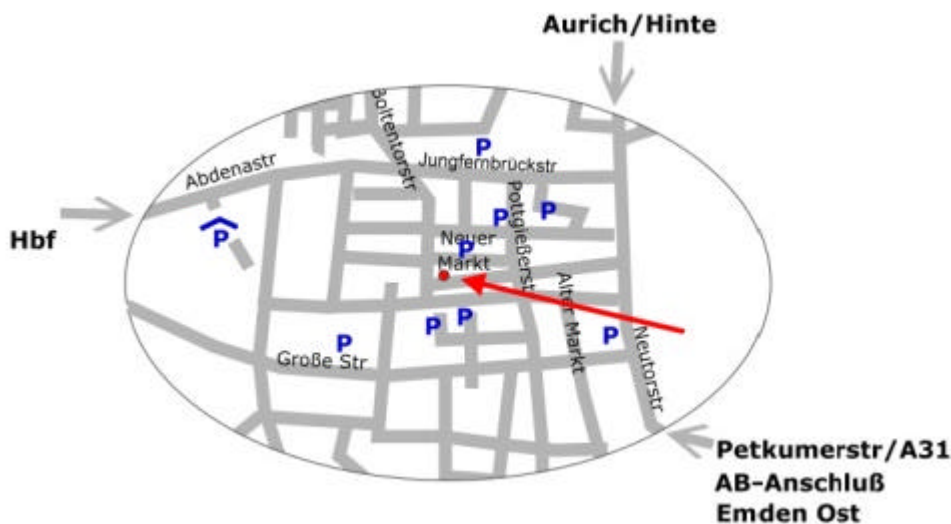 Aurich/Hinte
Boltentorstr
P
Jungfernbrückstr
Abdenastr
Pottgießerst
P
P
Hbf
P
Neuer
P
Markt
Alter Markt
P
P
P
P
Neutorstr
Große Str
Petkumerstr/A31
AB-Anschluß
Emden Ost